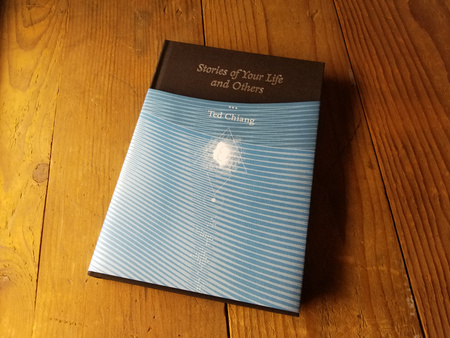 Stories of Your Life
and Others
Ted Chiang